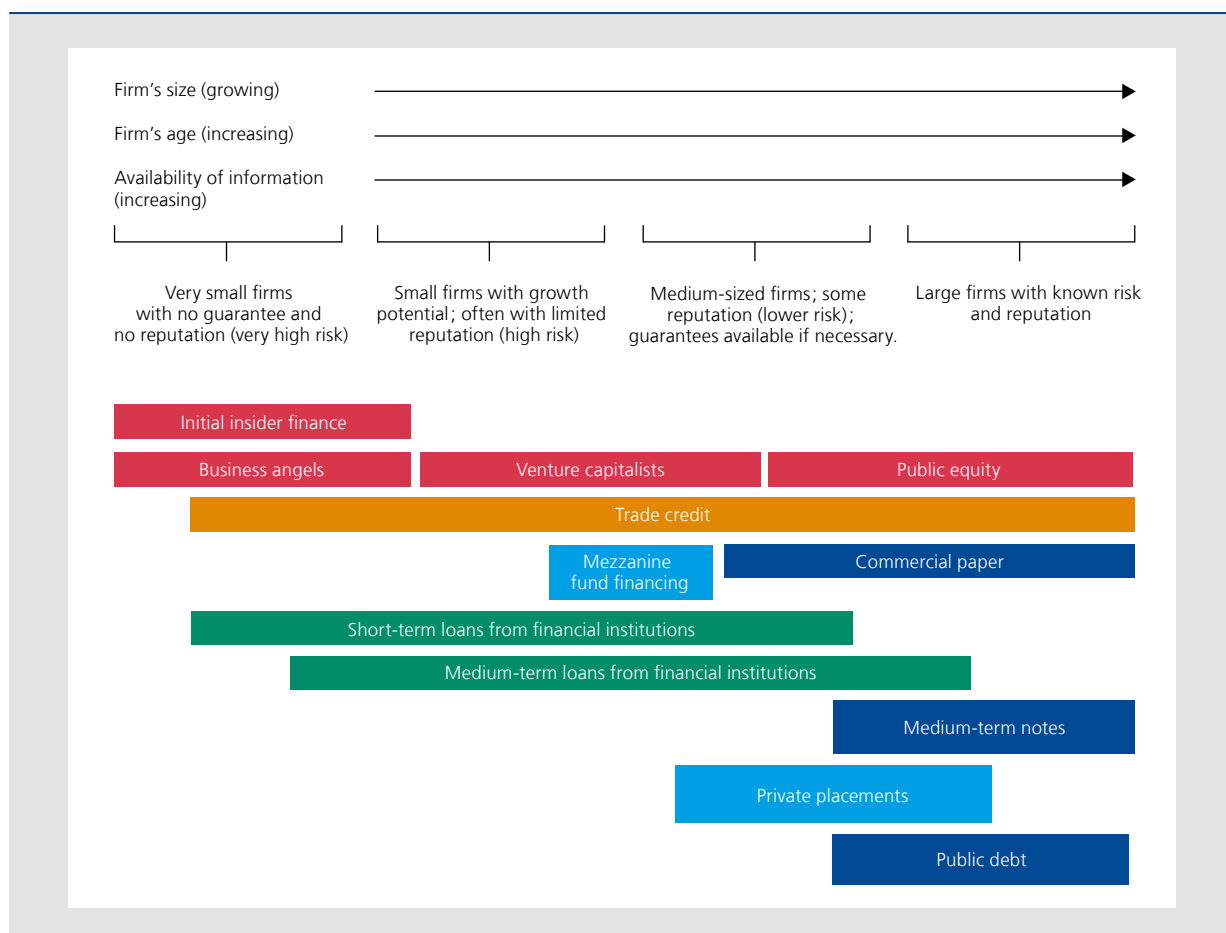 Firm's size (growing)
Firm's age (increasing)
Availability of information
(increasing)
Very small firms
with no guarantee and
no reputation (very high risk)
Small firms with growth
potential; often with limited
reputation (high risk)
Medium-sized firms; some
reputation (lower risk);
guarantees available if necessary.
Large firms with known risk
and reputation
Initial insider finance
Business angels
Venture capitalists
Public equity
Trade credit
Mezzanine
fund financing
Commercial paper
Short-term loans from financial institutions
Medium-term loans from financial institutions
Medium-term notes
Private placements
Public debt